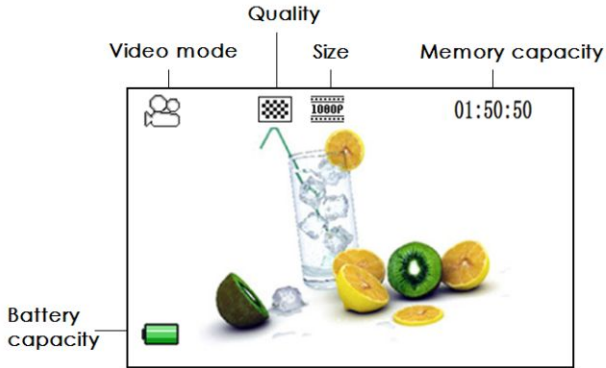 Quality
Video mode
Size
Memory capacity
1080P
01:50:50
Battery
capacity